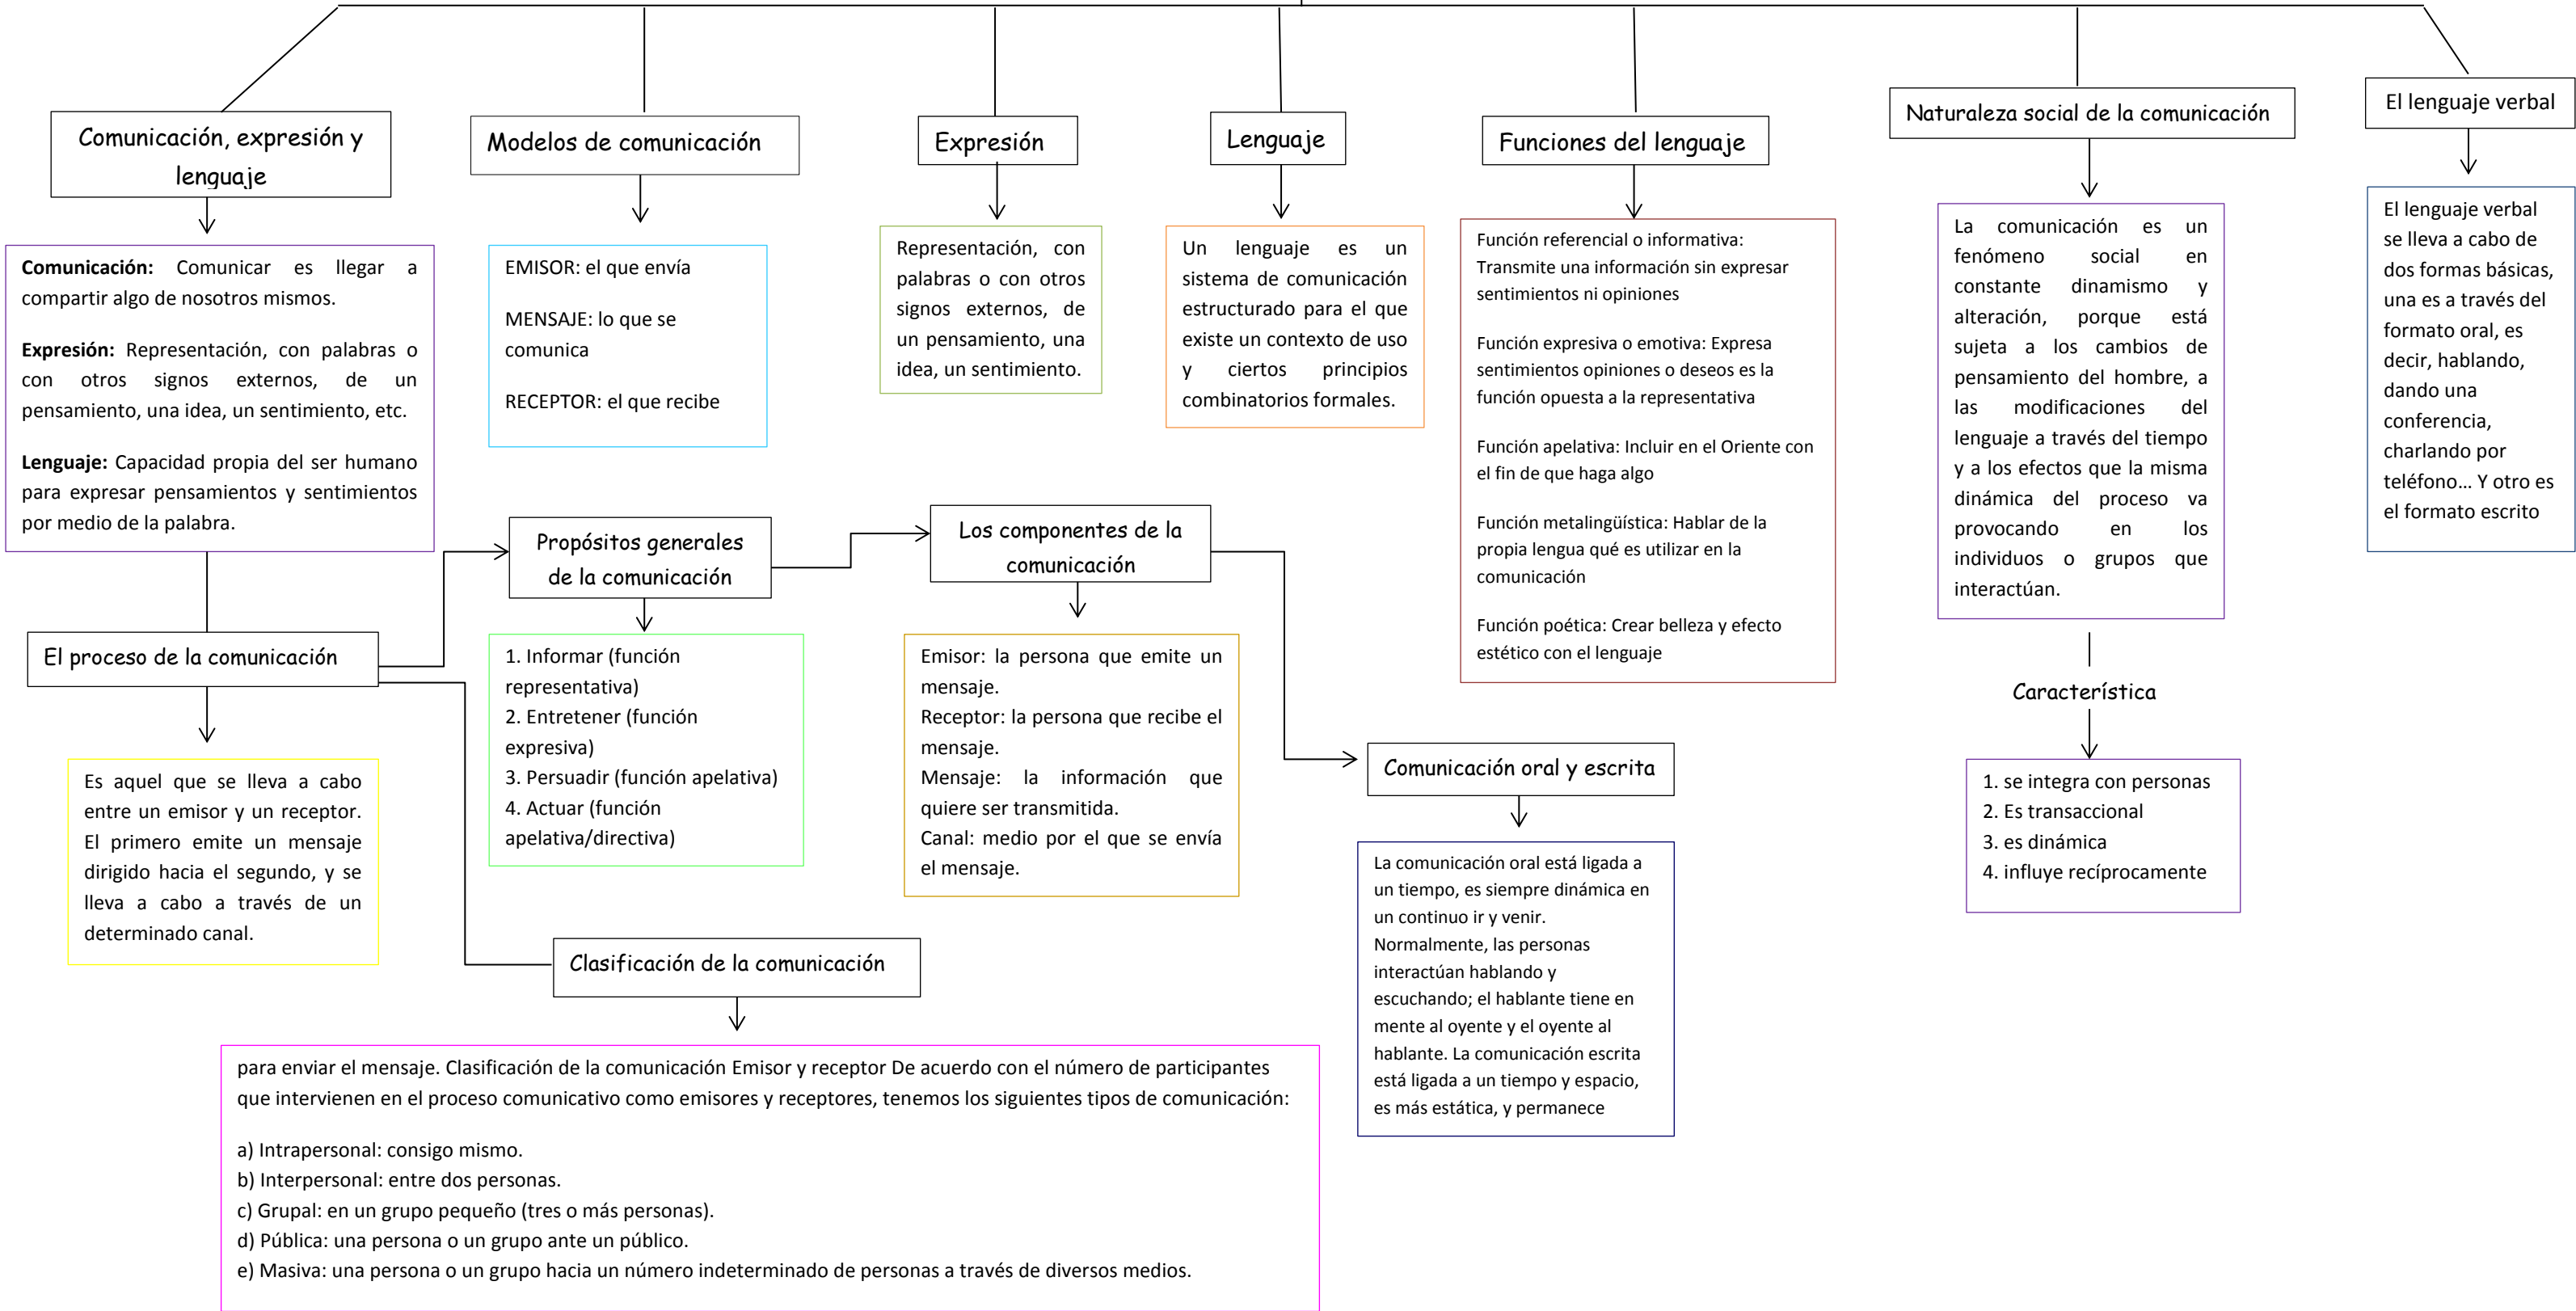 Comunicación, expresión y
lenguaje
Comunicación: Comunicar es llegar a
compartir algo de nosotros mismos.
Expresión: Representación, con palabras o
con otros signos externos, de un
pensamiento, una idea, un sentimiento, etc.
Lenguaje: Capacidad propia del ser humano
para expresar pensamientos y sentimientos
por medio de la palabra.
El proceso de la comunicación
Es aquel que se lleva a cabo
entre un emisor y un receptor.
El primero emite un mensaje
dirigido hacia el segundo, y se
lleva a cabo a través de un
determinado canal.
Modelos de comunicación
EMISOR: el que envía
MENSAJE: lo que se
comunica
RECEPTOR: el que recibe
Propósitos generales
de la comunicación
1. Informar (función
representativa)
2. Entretener (función
expresiva)
3. Persuadir (función apelativa)
4. Actuar (función
apelativa/directiva)
Clasificación de la comunicación
para enviar el mensaje. Clasificación de la comunicación Emisor y receptor De acuerdo con el número de participantes
que intervienen en el proceso comunicativo como emisores y receptores, tenemos los siguientes tipos de comunicación:
a) Intrapersonal: consigo mismo.
b) Interpersonal: entre dos personas.
c) Grupal: en un grupo pequeño (tres o más personas).
d) Pública: una persona o un grupo ante un público.
e) Masiva: una persona o un grupo hacia un número indeterminado de personas a través de diversos medios.
Expresión
Representación, con
palabras o con otros
signos externos, de
un pensamiento, una
idea, un sentimiento.
Los componentes de la
comunicación
Emisor: la persona que emite un
mensaje.
Receptor: la persona que recibe el
mensaje.
Mensaje: la información que
quiere ser transmitida.
Canal: medio por el que se envía
el mensaje.
Lenguaje
Un lenguaje es un
sistema de comunicación
estructurado para el que
existe un contexto de uso
y ciertos principios
combinatorios formales.
Comunicación oral y escrita
La comunicación oral está ligada a
un tiempo, es siempre dinámica en
un continuo ir y venir.
Normalmente, las personas
interactúan hablando y
escuchando; el hablante tiene en
mente al oyente y el oyente al
hablante. La comunicación escrita
está ligada a un tiempo y espacio,
es más estática, y permanece
Funciones del lenguaje
Función referencial o informativa:
Transmite una información sin expresar
sentimientos ni opiniones
Función expresiva o emotiva: Expresa
sentimientos opiniones o deseos es la
función opuesta a la representativa
Función apelativa: Incluir en el Oriente con
el fin de que haga algo
Función metalingüística: Hablar de la
propia lengua qué es utilizar en la
comunicación
Función poética: Crear belleza y efecto
estético con el lenguaje
Naturaleza social de la comunicación
La comunicación es un
fenómeno social en
constante dinamismo y
alteración, porque está
sujeta a los cambios de
pensamiento del hombre, a
las modificaciones del
lenguaje a través del tiempo
y a los efectos que la misma
dinámica del proceso va
provocando en los
individuos o grupos que
interactúan.
Característica
1. se integra con personas
2. Es transaccional
3. es dinámica
4. influye recíprocamente
El lenguaje verbal
El lenguaje verbal
se lleva a cabo de
dos formas básicas,
una es a través del
formato oral, es
decir, hablando,
dando una
conferencia,
charlando por
teléfono... Y otro es
el formato escrito